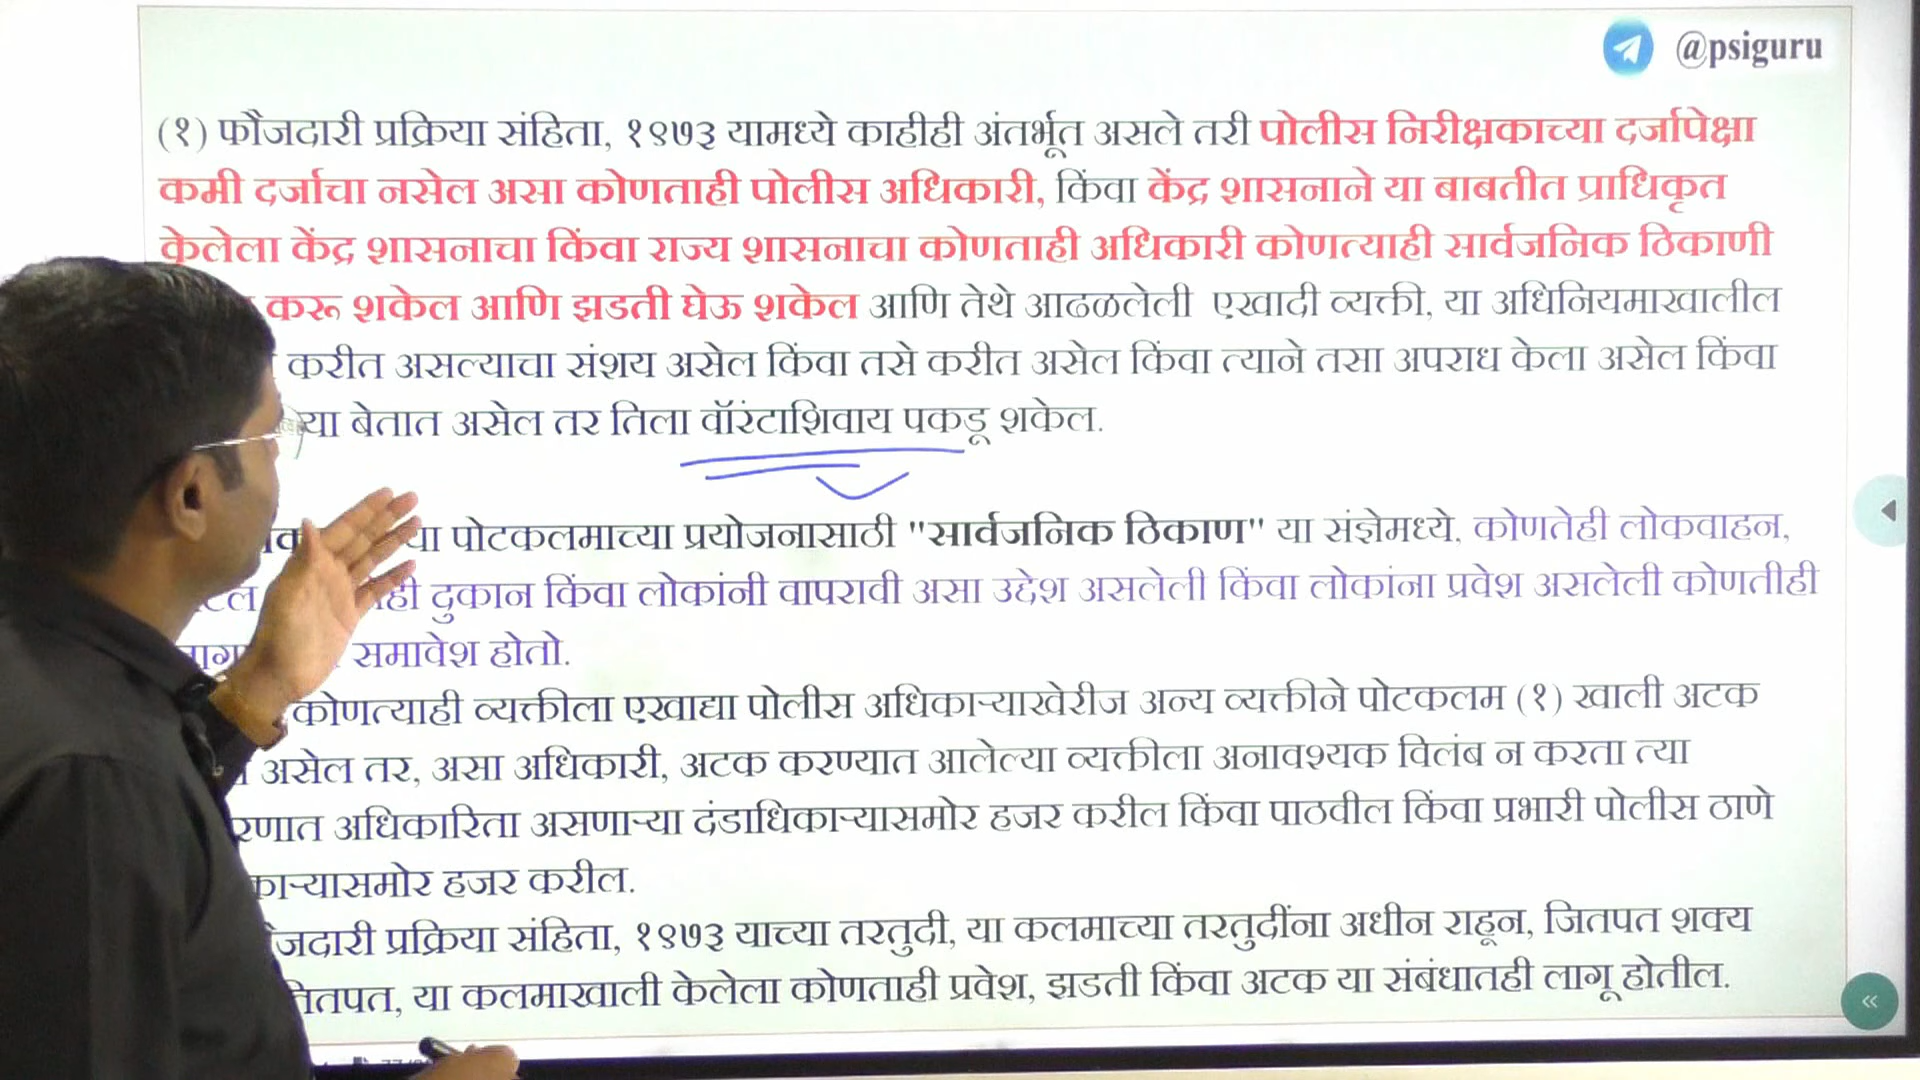 @psiguru
(१) फौजदारी प्रक्रिया संहिता, १९७३ यामध्ये काहीही अंतर्भूत असले तरी पोलीस निरीक्षकाच्या दर्जापेक्षा
कमी दर्जाचा नसेल असा कोणताही पोलीस अधिकारी, किंवा केंद्र शासनाने या बाबतीत प्राधिकृत
केलेला केंद्र शासनाचा किंवा राज्य शासनाचा कोणताही अधिकारी कोणत्याही सार्वजनिक ठिकाणी
करू शकेल आणि झडती घेऊ शकेल आणि तेथे आढळलेली एखादी व्यक्ती, या अधिनियमाखालील
करीत असल्याचा संशय असेल किंवा तसे करीत असेल किंवा त्याने तसा अपराध केला असेल किंवा
बेतात असेल तर तिला वॉरंटाशिवाय पकडू शकेल.
पोटकलमाच्या प्रयोजनासाठी "सार्वजनिक ठिकाण" या संज्ञेमध्ये, कोणतेही लोकवाहन,
दुकान किंवा लोकांनी वापरावी असा उद्देश असलेली किंवा लोकांना प्रवेश असलेली कोणतीही
समावेश होतो.
कोणत्याही व्यक्तीला एखाद्या पोलीस अधिकाऱ्याखेरीज अन्य व्यक्तीने पोटकलम (१) खाली अटक
असेल तर, असा अधिकारी, अटक करण्यात आलेल्या व्यक्तीला अनावश्यक विलंब न करता त्या
अधिकारिता असणाऱ्या दंडाधिकाऱ्यासमोर हजर करील किंवा पाठवील किंवा प्रभारी पोलीस ठाणे
हजर करील.
प्रक्रिया संहिता, १९७३ याच्या तरतुदी, या कलमाच्या तरतुदींना अधीन राहून, जितपत शक्य
या कलमाखाली केलेला कोणताही प्रवेश, झडती किंवा अटक या संबंधातही लागू होतील.